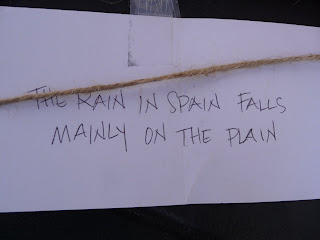 THE RAIN IN SPAIN FALLS
MAINLY ON THE PLAIN